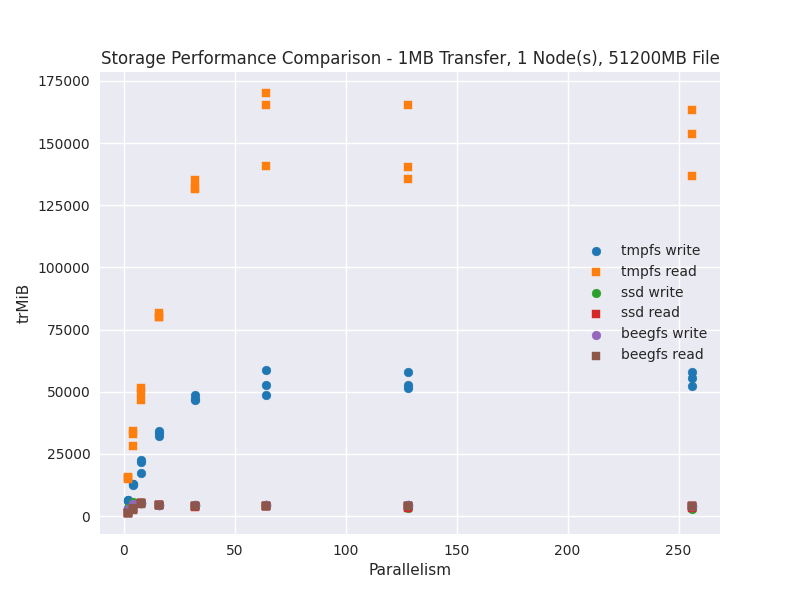 Storage Performance Comparison - 1MB Transfer, 1 Node(s), 51200MB File
175000
150000
125000
100000
75000
50000
25000
0
trMiB
tmpfs write
tmpfs read
ssd write
ssd read
beegfs write
beegfs read
0 50 100 150 200 250
Parallelism